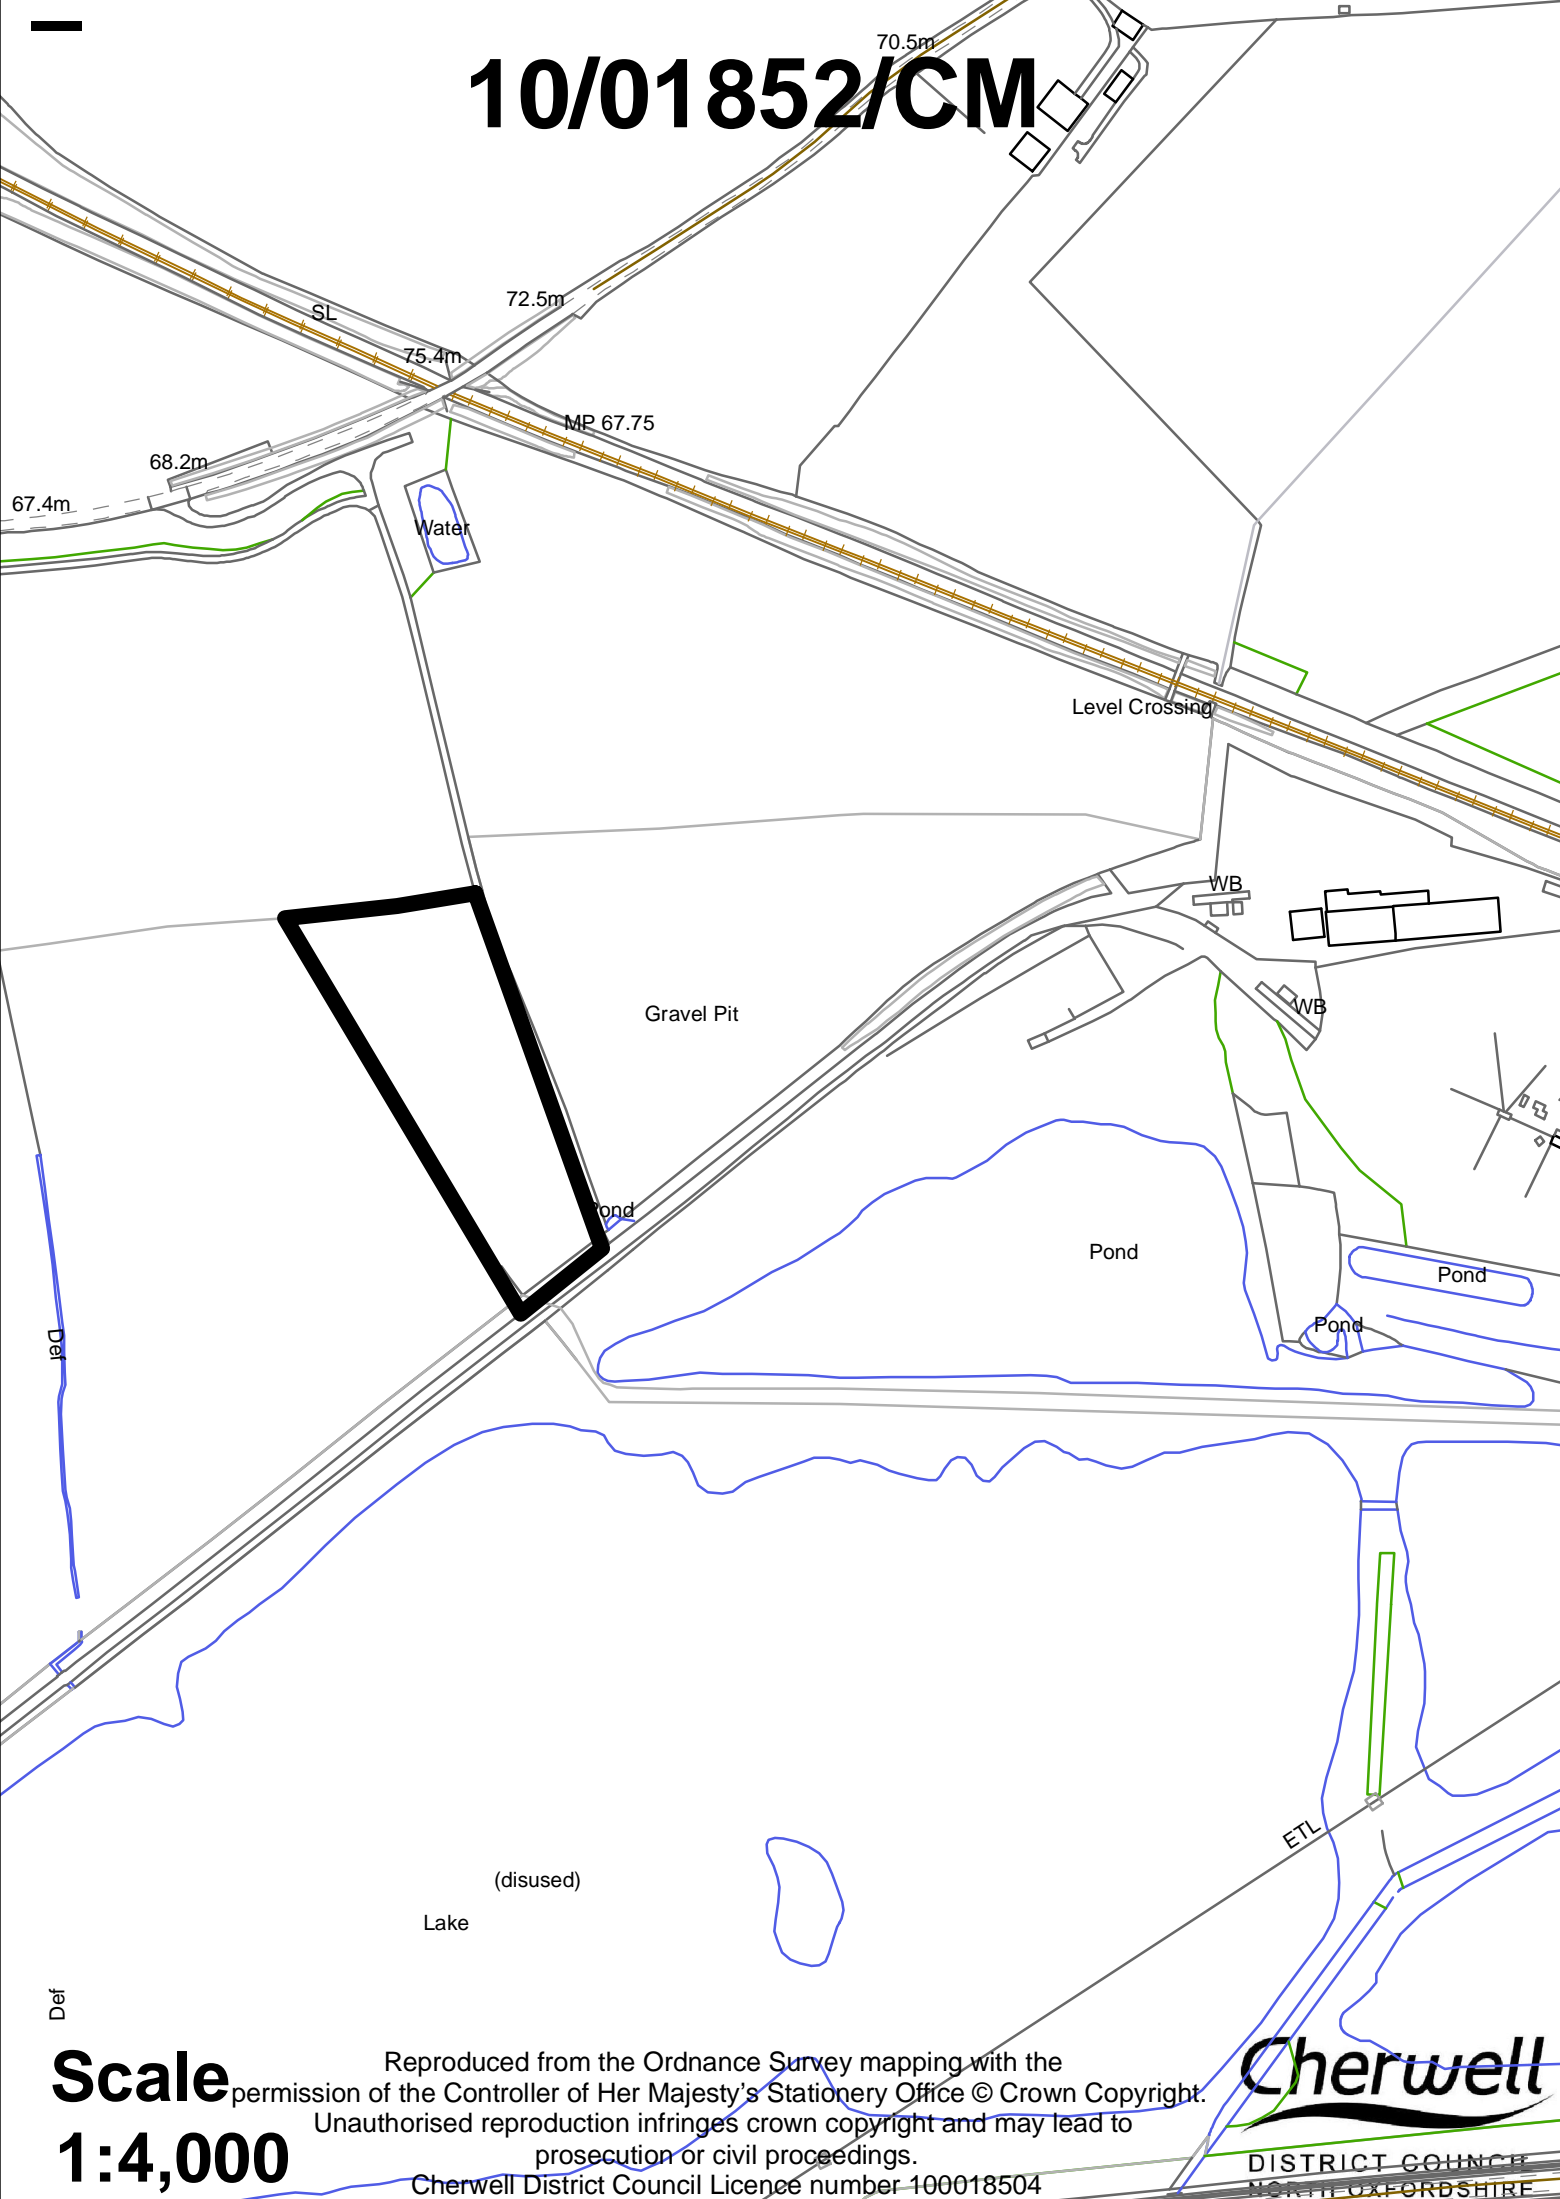 10/01852/CM
70.5m
72.5m
SL
75.4m
MP 67.75
68.2m
67.4m
Water
Level Crossing
WB
Gravel Pit
WB
Pond
Pond
Pond
Pond
Def
ETL
(disused)
Lake
Def
Scale
1:4,000
Reproduced from the Ordnance Survey mapping with the
permission of the Controller of Her Majesty's Stationery Office © Crown Copyright.
Unauthorised reproduction infringes crown copyright and may lead to
prosecution or civil proceedings.
Cherwell District Council Licence number 100018504
Cherwell
DISTRICT COUNCIL
NORTH OXFORDSHIRE